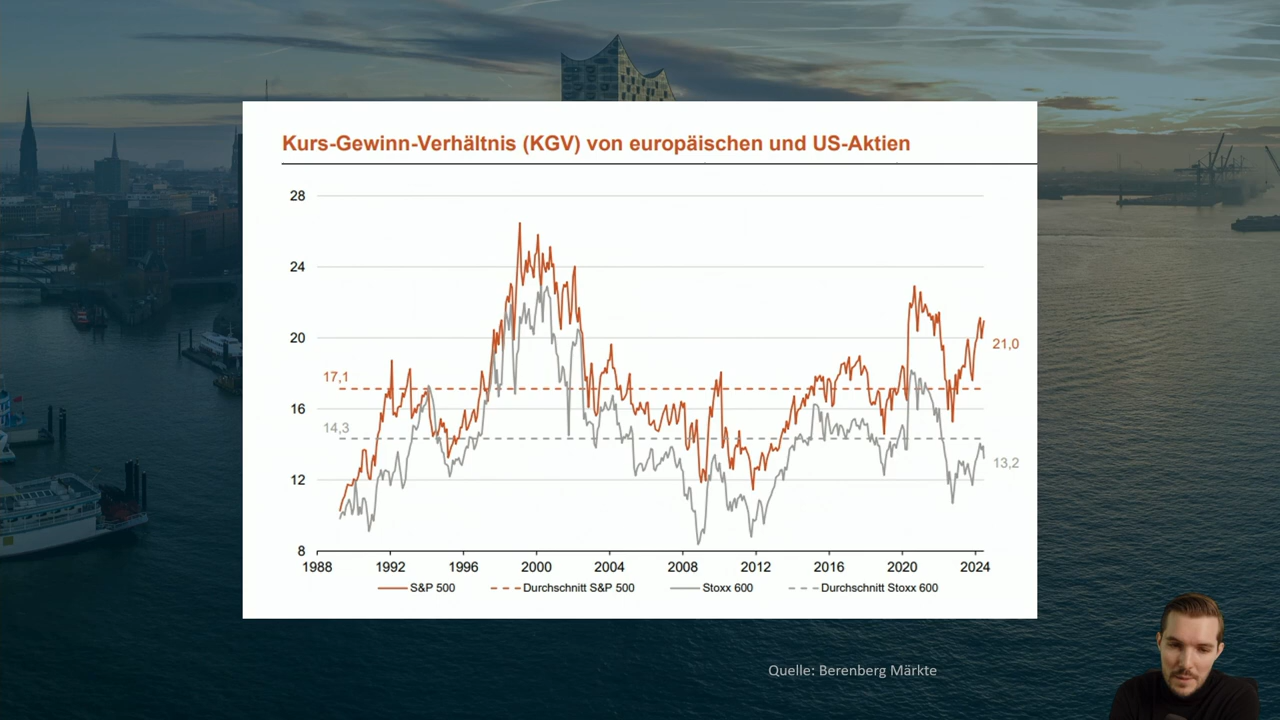 Kurs-Gewinn-Verhältnis (KGV) von europäischen und US-Aktien
28
24
20
16
12
8
17,1
14,3
21,0
13,2
1988 1992 1996 2000 2004 2008 2012 2016 2020 2024
S&P 500 Durchschnitt S&P 500 Stoxx 600 Durchschnitt Stoxx 600
Quelle: Berenberg Märkte